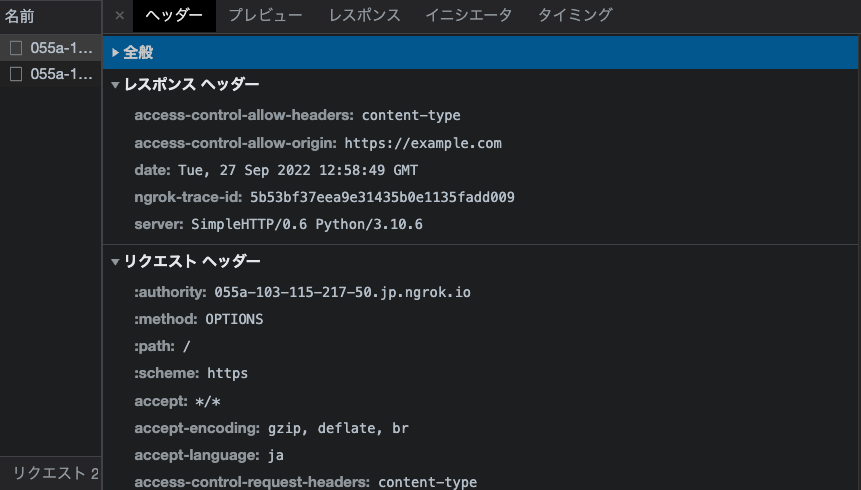 名前
× ヘッダー プレビュー レスポンス イニシエータ タイミング
055a-1...
055a-1...
全般
レスポンス ヘッダー
access-control-allow-headers: content-type
access-control-allow-origin: https://example.com
date: Tue, 27 Sep 2022 12:58:49 GMT
ngrok-trace-id: 5b53bf37eea9e31435b0e1135fadd009
server: SimpleHTTP/0.6 Python/3.10.6
リクエスト ヘッダー
:authority: 055a-103-115-217-50.jp.ngrok.io
:method: OPTIONS
:path: /
:scheme: https
accept: */*
accept-encoding: gzip, deflate, br
accept-language: ja
access-control-request-headers: content-type
リクエスト 2